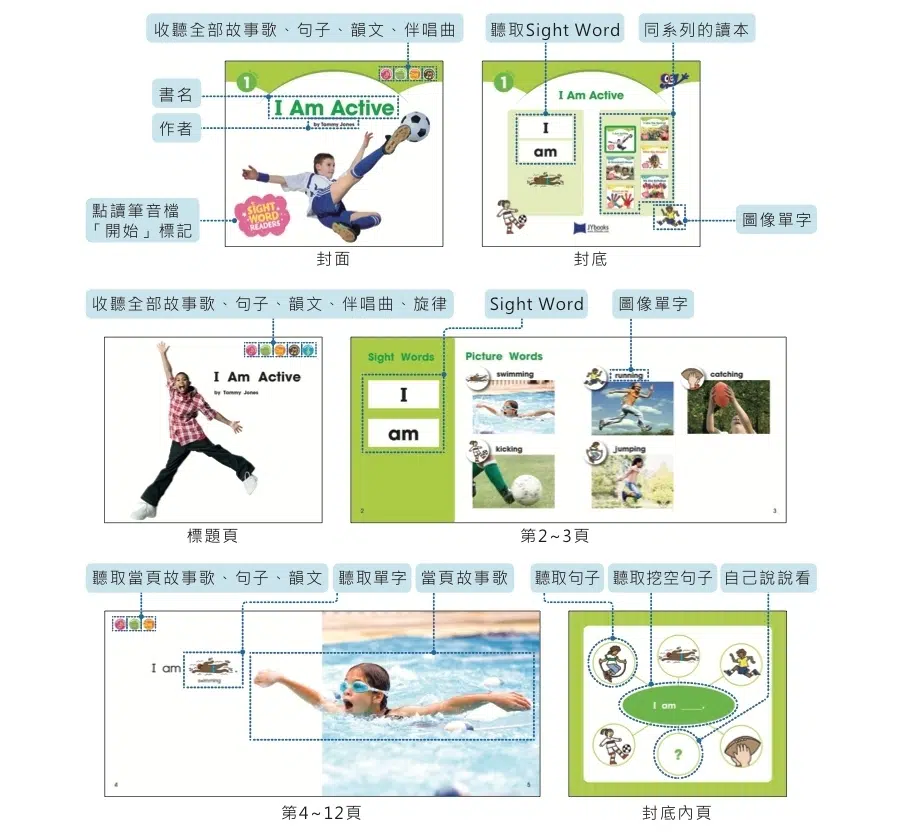 收聽全部故事歌、句子、韻文、伴唱曲
聽取Sight Word
同系列的讀本
書名
作者
點讀筆音檔
「開始」標記
1
I Am Active
by Tammy Jones
SIGHT
WORD
READERS
封面
1
I Am Active
I
am
JYbooks
圖像單字
封底
收聽全部故事歌、句子、韻文、伴唱曲、旋律
Sight Word
圖像單字
I Am Active
by Tammy Jones
標題頁
Sight Words
I
am
2
Picture Words
swimming
running
catching
kicking
jumping
3
第2~3頁
聽取當頁故事歌、句子、韻文
聽取單字
當頁故事歌
聽取句子
聽取挖空句子
自己說說看
I am
swimming
4
5
第4~12頁
I am ____.
?
封底內頁